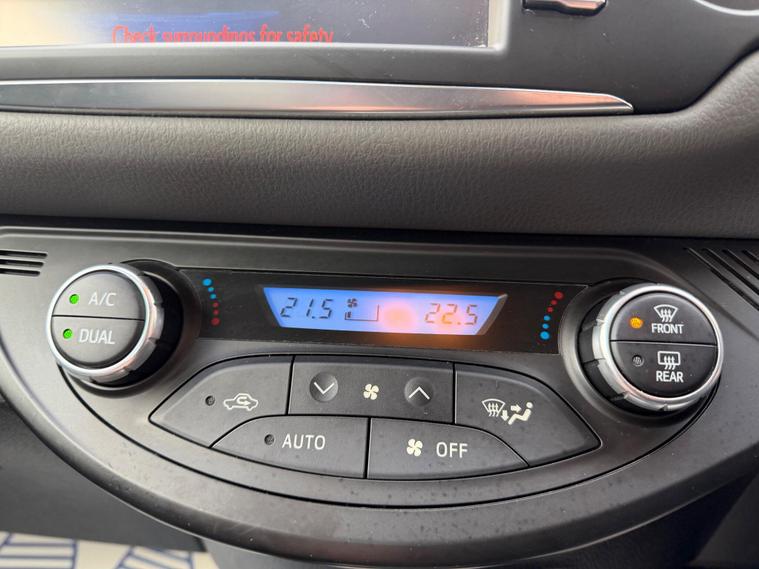 Check surroundings for safety
21.5 22.5
A/C
DUAL
FRONT
REAR
AUTO
OFF